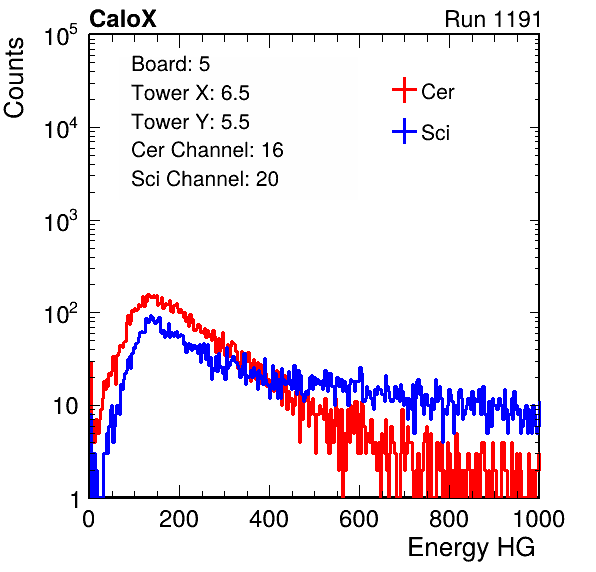 CaloX Run 1191
Counts
10^5
10^4
10^3
10^2
10
1
Board: 5
Tower X: 6.5
Tower Y: 5.5
Cer Channel: 16
Sci Channel: 20
Cer
Sci
0 200 400 600 800 1000
Energy HG